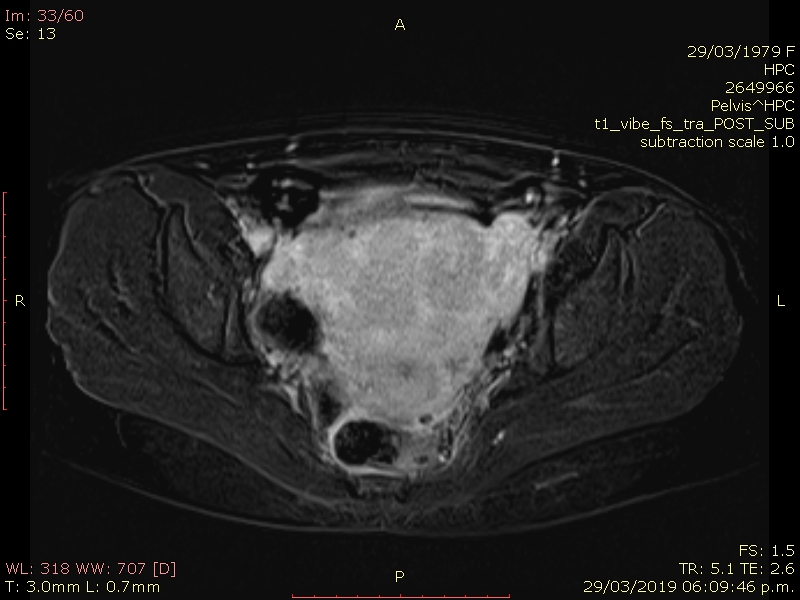 Im: 33/60
Se: 13
A
29/03/1979 F
HPC
2649966
Pelvis^HPC
t1_vibe_fs_tra_POST_SUB
subtraction scale 1.0
R
L
WL: 318 WW: 707 [D]
T: 3.0mm L: 0.7mm
P
FS: 1.5
TR: 5.1 TE: 2.6
29/03/2019 06:09:46 p.m.